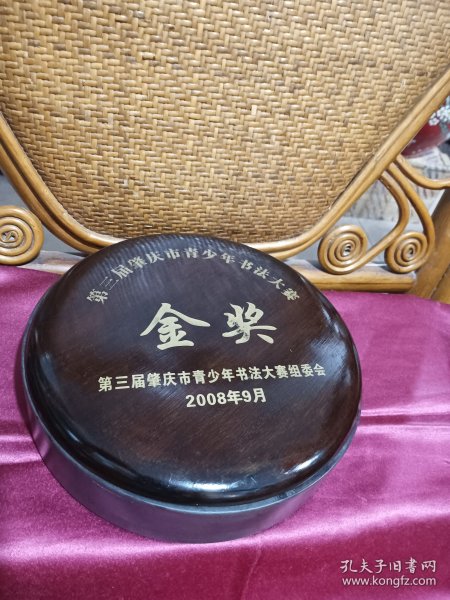 第三届肇庆市青少年书法大赛
金奖
第三届肇庆市青少年书法大赛组委会
2008年9月
孔夫子旧书网
www.kongfz.com